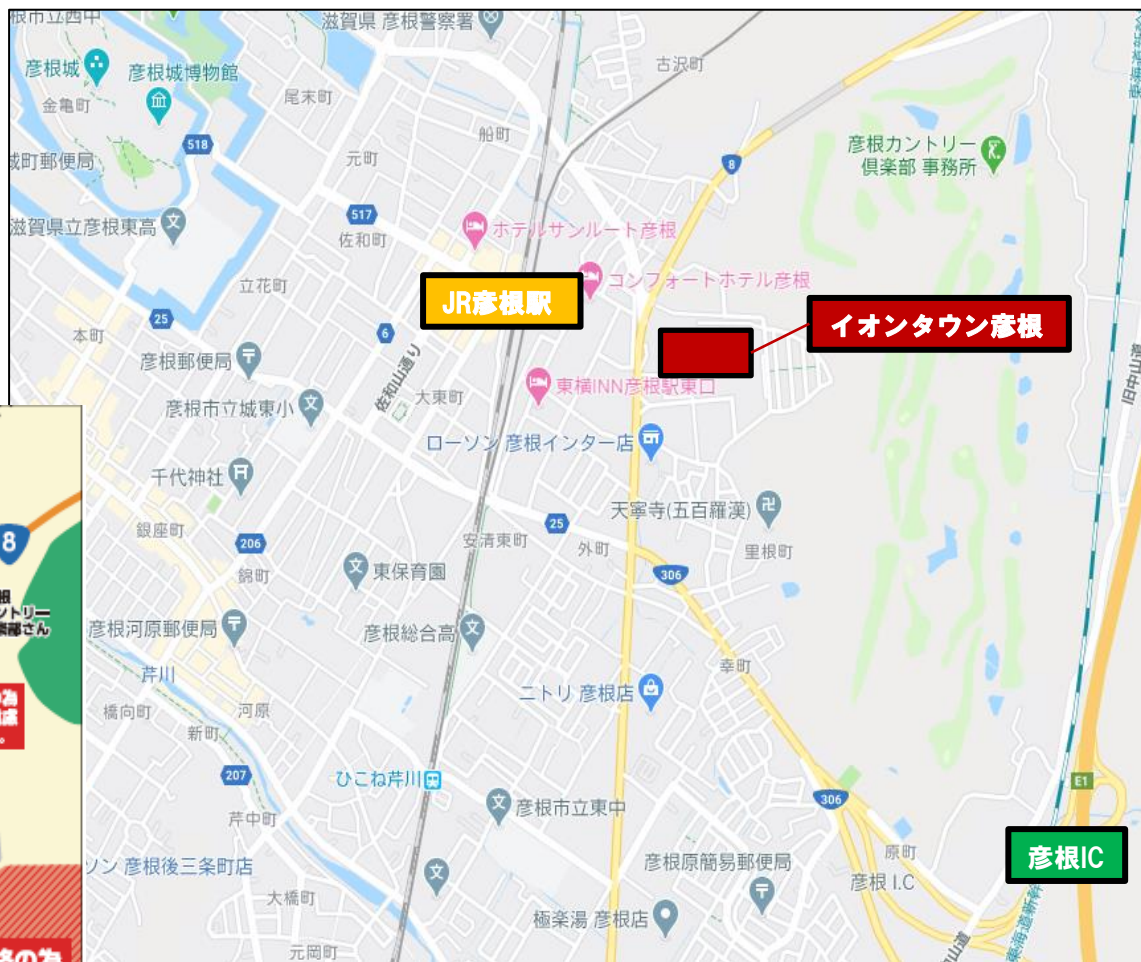 根市立西中
滋賀県 彦根警察署
彦根城
彦根城博物館
古沢町
金亀町
尾末町
船町
518
元町
8
彦根カントリー
倶楽部 事務所
城町郵便局
517
滋賀県立彦根東高
佐和町
ホテルサンルート彦根
立花町
JR彦根駅
コンフォートホテル彦根
イオンタウン彦根
25
本町
6
彦根郵便局
佐和山通り
大東町
東横INN彦根駅東口
旧中山道
彦根市立城東小
ローソン 彦根インター店
千代神社
天寧寺(五百羅漢)
銀座町
206
25
安清東町
外町
里根町
8
錦町
東保育園
306
根
ントリー
楽部さん
彦根河原郵便局
彦根総合高
芹川
幸町
ニトリ 彦根店
の為
橋向町
河原
新町
207
ひこね芹川
E1
芹中町
彦根市立東中
306
ソン 彦根後三条町店
彦根原簡易郵便局
原町
彦根IC
彦根 I.C
大橋町
極楽湯 彦根店
元岡町
東海道新幹
の為